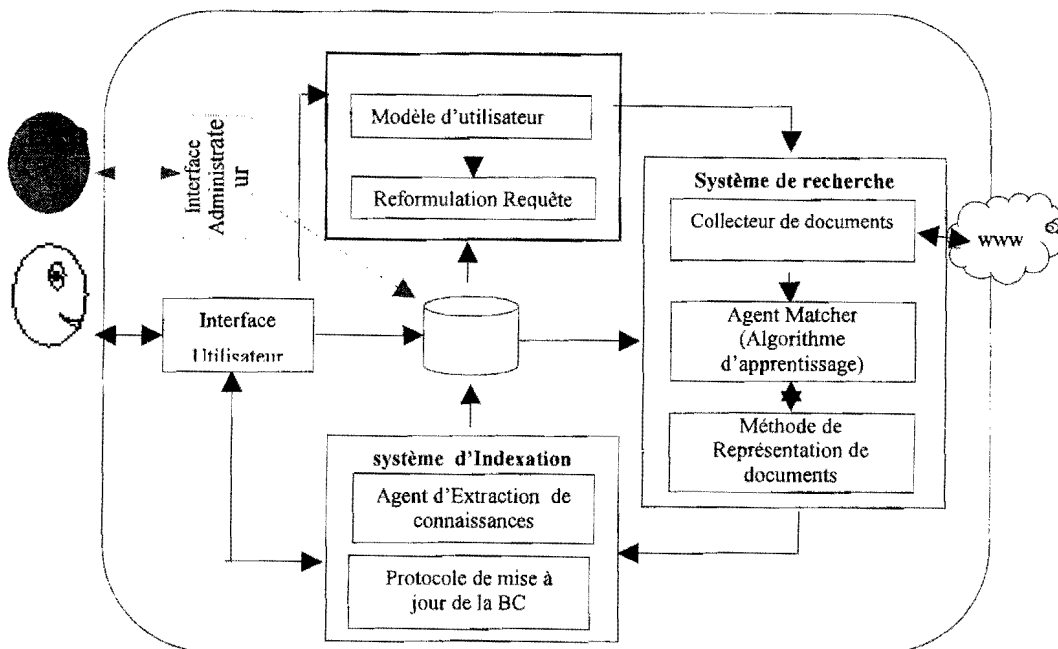 Modèle d'utilisateur
Reformulation Requête
Interface
Administrate
ur
Interface
Utilisateur
Système de recherche
Collecteur de documents
www
Agent Matcher
(Algorithme
d'apprentissage)
Méthode de
Représentation de
documents
système d'Indexation
Agent d'Extraction de
connaissances
Protocole de mise à
jour de la BC